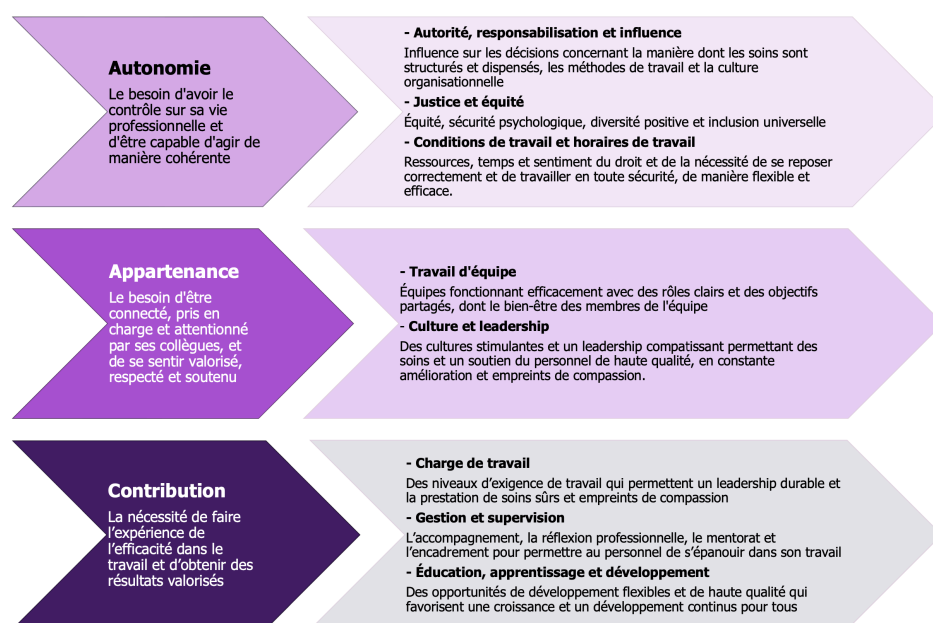 Autonomie
Le besoin d'avoir le
contrôle sur sa vie
professionnelle et
d'être capable d'agir de
manière cohérente
- Autorité, responsabilisation et influence
Influence sur les décisions concernant la manière dont les soins sont
structurés et dispensés, les méthodes de travail et la culture
organisationnelle
- Justice et équité
Équité, sécurité psychologique, diversité positive et inclusion universelle
- Conditions de travail et horaires de travail
Ressources, temps et sentiment du droit et de la nécessité de se reposer
correctement et de travailler en toute sécurité, de manière flexible et
efficace.
Appartenance
Le besoin d'être
connecté, pris en
charge et attentionné
par ses collègues, et
de se sentir valorisé,
respecté et soutenu
- Travail d'équipe
Équipes fonctionnant efficacement avec des rôles clairs et des objectifs
partagés, dont le bien-être des membres de l'équipe
- Culture et leadership
Des cultures stimulantes et un leadership compatissant permettant des
soins et un soutien du personnel de haute qualité, en constante
amélioration et empreints de compassion.
Contribution
La nécessité de faire
l’expérience de
l’efficacité dans le
travail et d’obtenir des
résultats valorisés
- Charge de travail
Des niveaux d’exigence de travail qui permettent un leadership durable et
la prestation de soins sûrs et empreints de compassion
- Gestion et supervision
L’accompagnement, la réflexion professionnelle, le mentorat et
l’encadrement pour permettre au personnel de s’épanouir dans son travail
- Éducation, apprentissage et développement
Des opportunités de développement flexibles et de haute qualité qui
favorisent une croissance et un développement continus pour tous